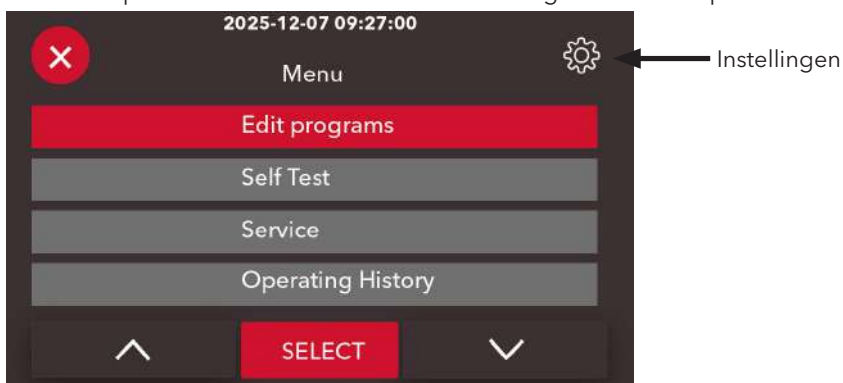 2025-12-07 09:27:00
Menu
Instellingen
Edit programs
Self Test
Service
Operating History
SELECT